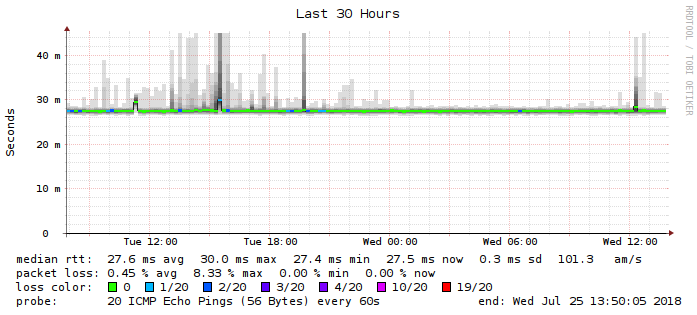 Last 30 Hours
RRDTOOL / TOBI OETIKER
Seconds
40 m
30 m
20 m
10 m
0
Tue 12:00 Tue 18:00 Wed 00:00 Wed 06:00 Wed 12:00
median rtt: 27.6 ms avg 30.0 ms max 27.4 ms min 27.5 ms now 0.3 ms sd 101.3 am/s
packet loss: 0.45 % avg 8.33 % max 0.00 % min 0.00 % now
loss color: 0 1/20 2/20 3/20 4/20 10/20 19/20
probe: 20 ICMP Echo Pings (56 Bytes) every 60s end: Wed Jul 25 13:50:05 2018